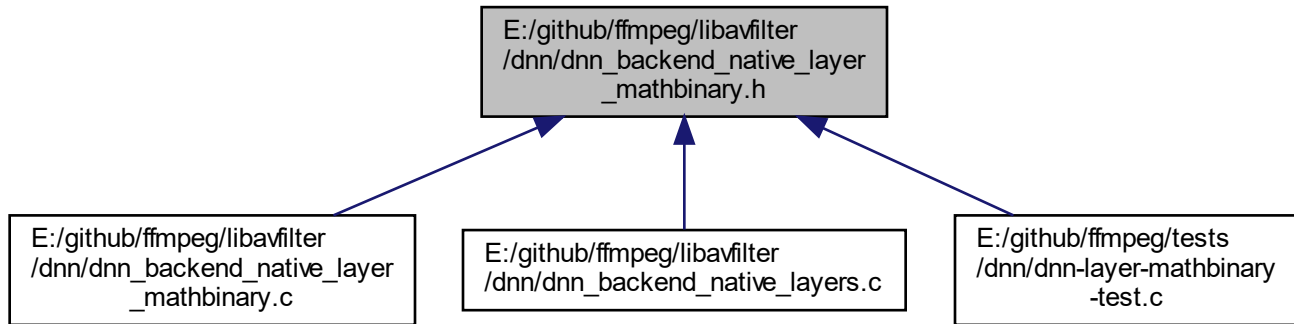 E:/github/ffmpeg/libavfilter
/dnn/dnn_backend_native_layer
_mathbinary.h
E:/github/ffmpeg/libavfilter
/dnn/dnn_backend_native_layer
_mathbinary.c
E:/github/ffmpeg/libavfilter
/dnn/dnn_backend_native_layers.c
E:/github/ffmpeg/tests
/dnn/dnn-layer-mathbinary
-test.c